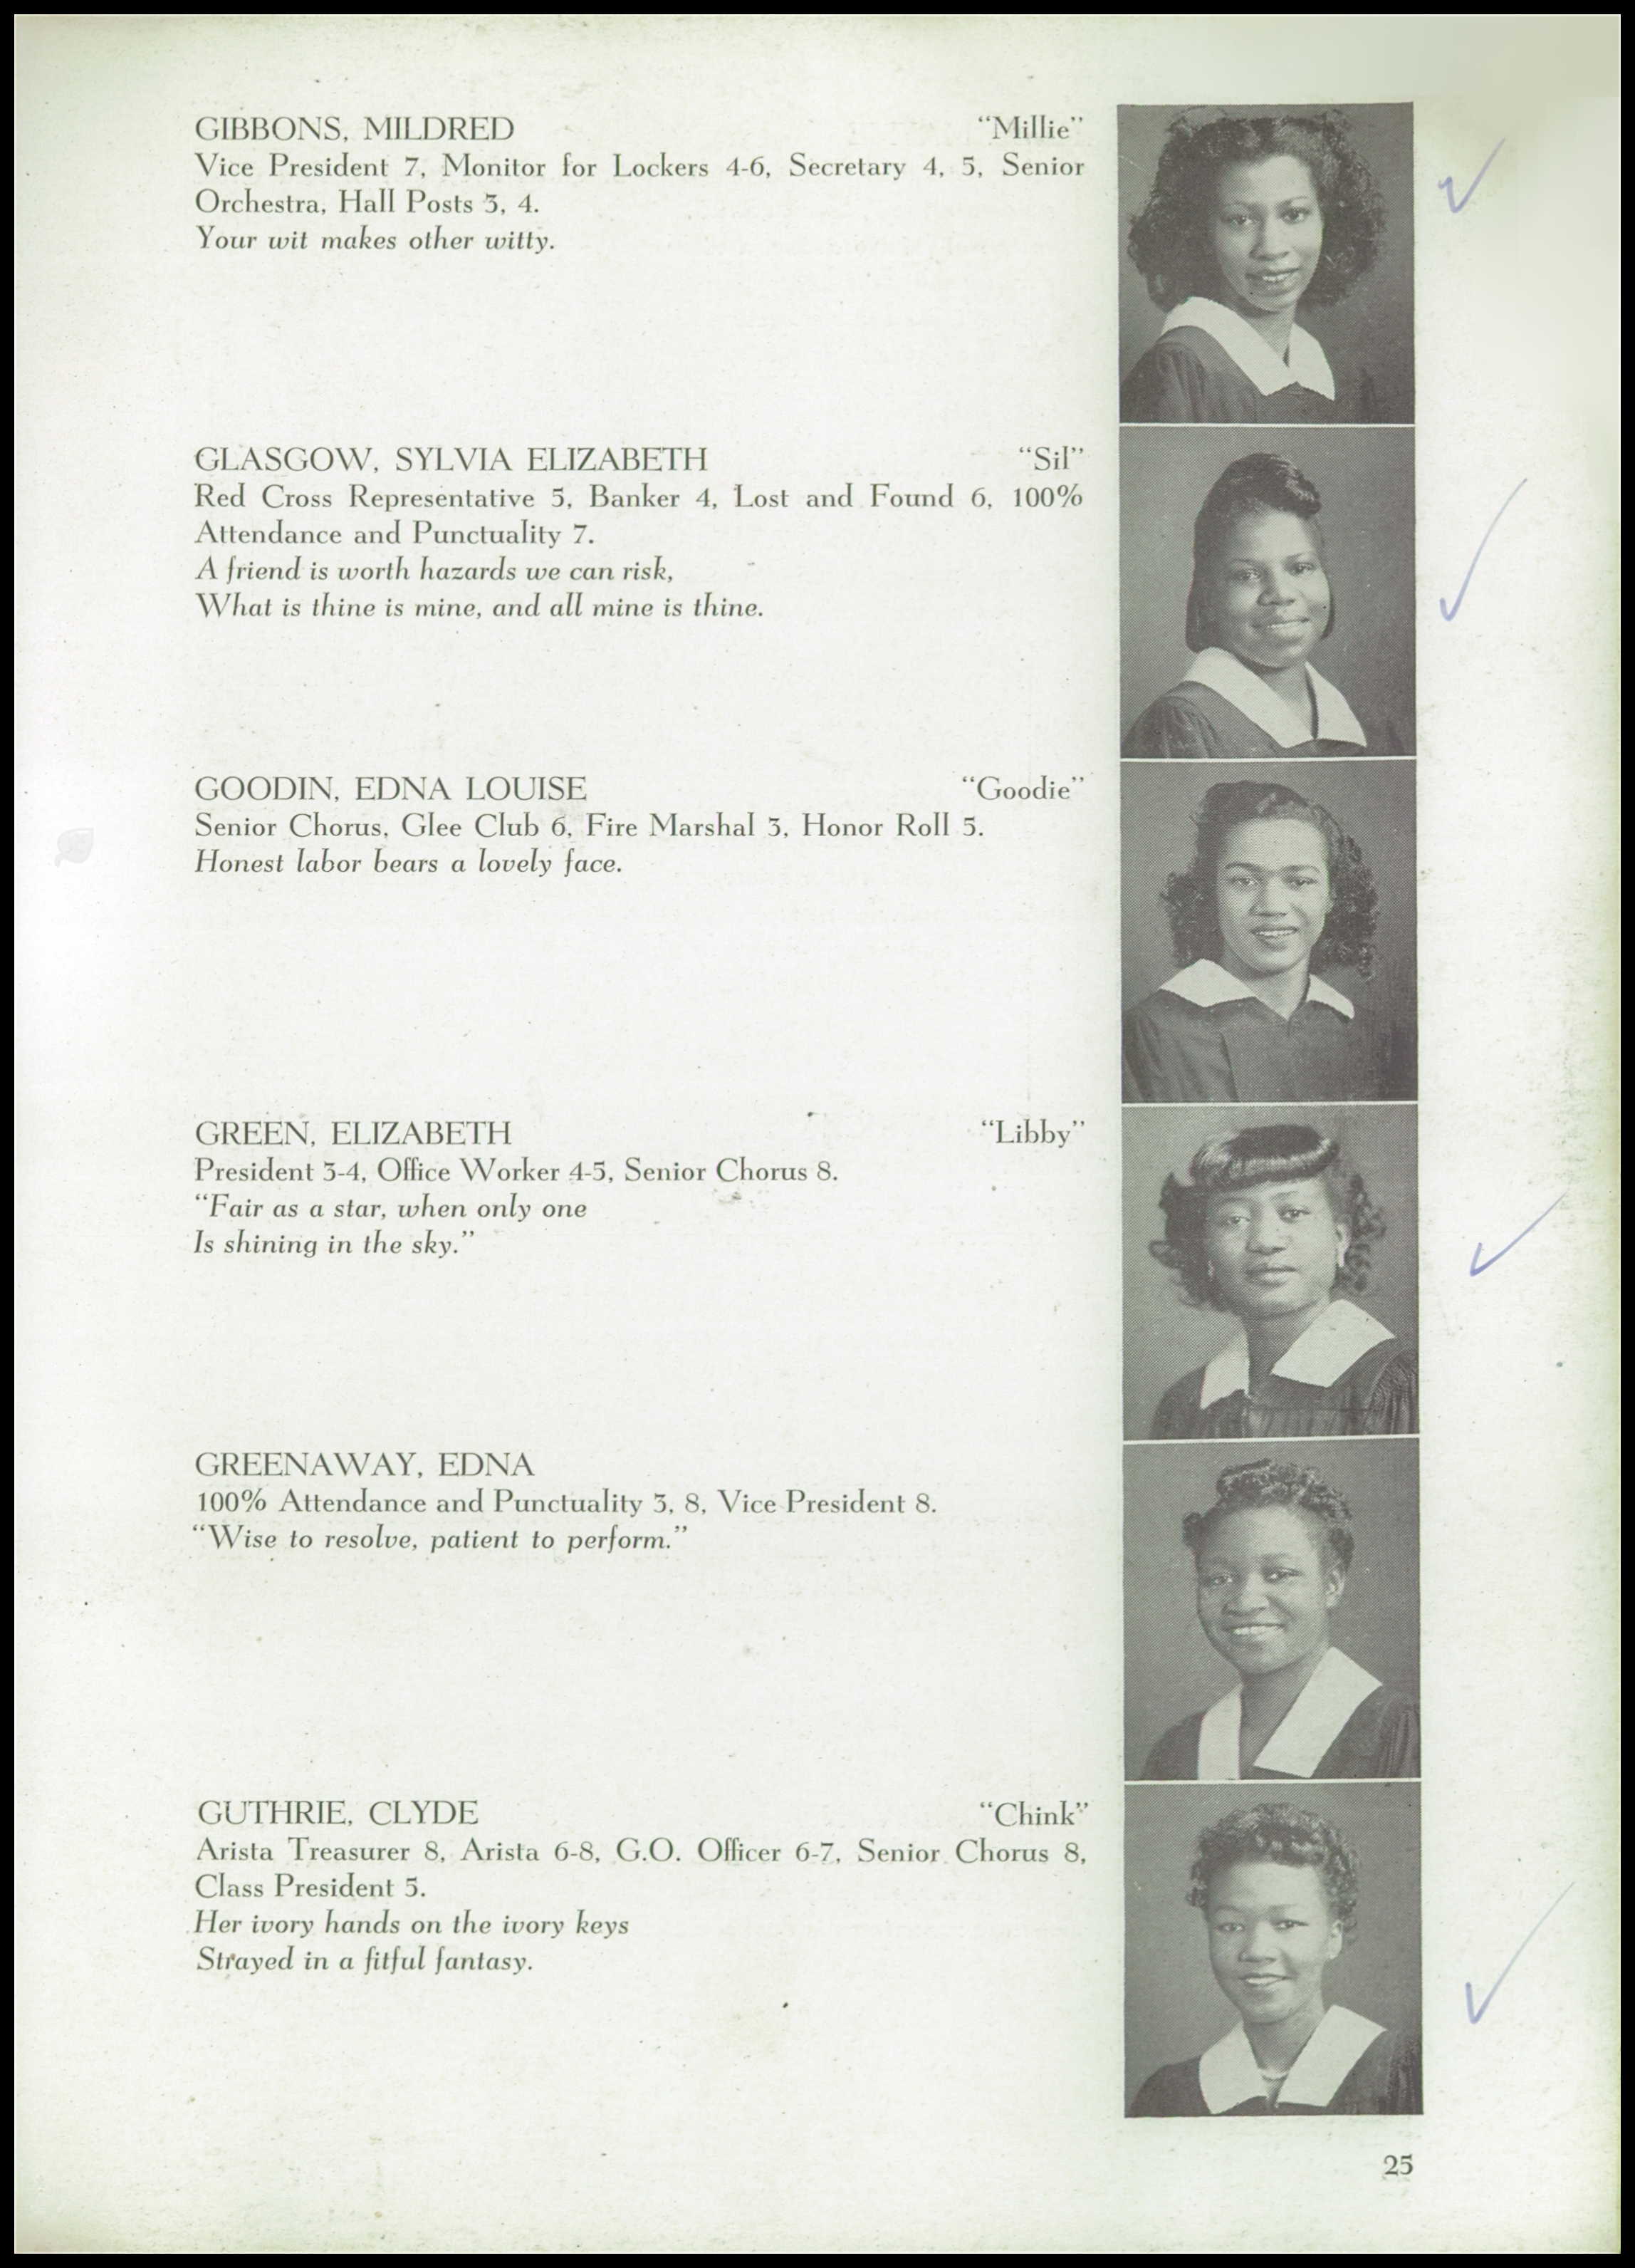 GIBBONS, MILDRED "Millie"
Vice President 7, Monitor for Lockers 4-6, Secretary 4, 5, Senior
Orchestra, Hall Posts 3, 4.
Your wit makes other witty.
GLASGOW, SYLVIA ELIZABETH "Sil"
Red Cross Representative 5, Banker 4, Lost and Found 6, 100%
Attendance and Punctuality 7.
A friend is worth hazards we can risk,
What is thine is mine, and all mine is thine.
GOODIN, EDNA LOUISE "Goodie"
Senior Chorus, Glee Club 6, Fire Marshal 3, Honor Roll 5.
Honest labor bears a lovely face.
GREEN, ELIZABETH "Libby"
President 3-4, Office Worker 4-5, Senior Chorus 8.
"Fair as a star, when only one
Is shining in the sky."
GREENAWAY, EDNA
100% Attendance and Punctuality 3, 8, Vice President 8.
"Wise to resolve, patient to perform."
GUTHRIE, CLYDE "Chink"
Arista Treasurer 8, Arista 6-8, G.O. Officer 6-7, Senior Chorus 8,
Class President 5.
Her ivory hands on the ivory keys
Strayed in a fitful fantasy.
25